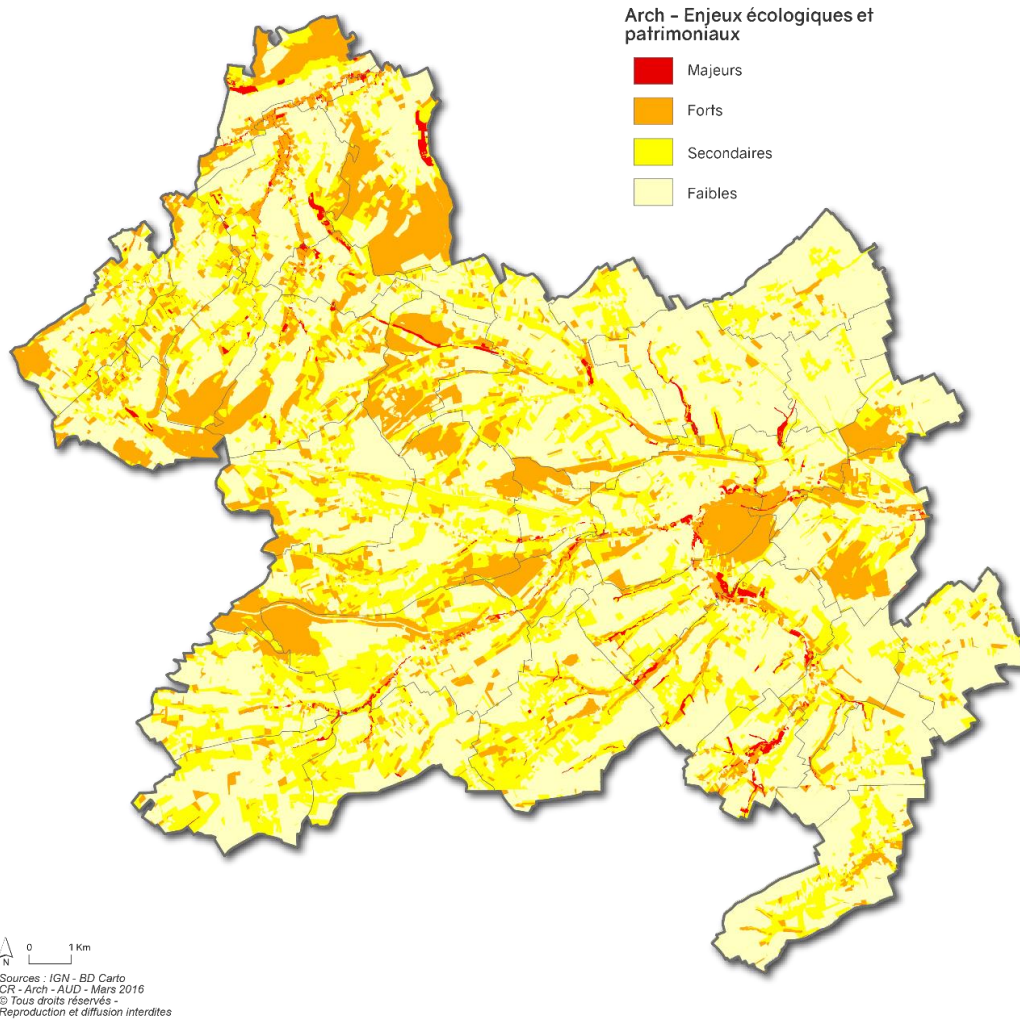 Arch – Enjeux écologiques et
patrimoniaux
Majeurs
Forts
Secondaires
Faibles
0 1 Km
N
Sources : IGN - BD Carto
CR - Arch - AUD - Mars 2016
© Tous droits réservés -
Reproduction et diffusion interdites